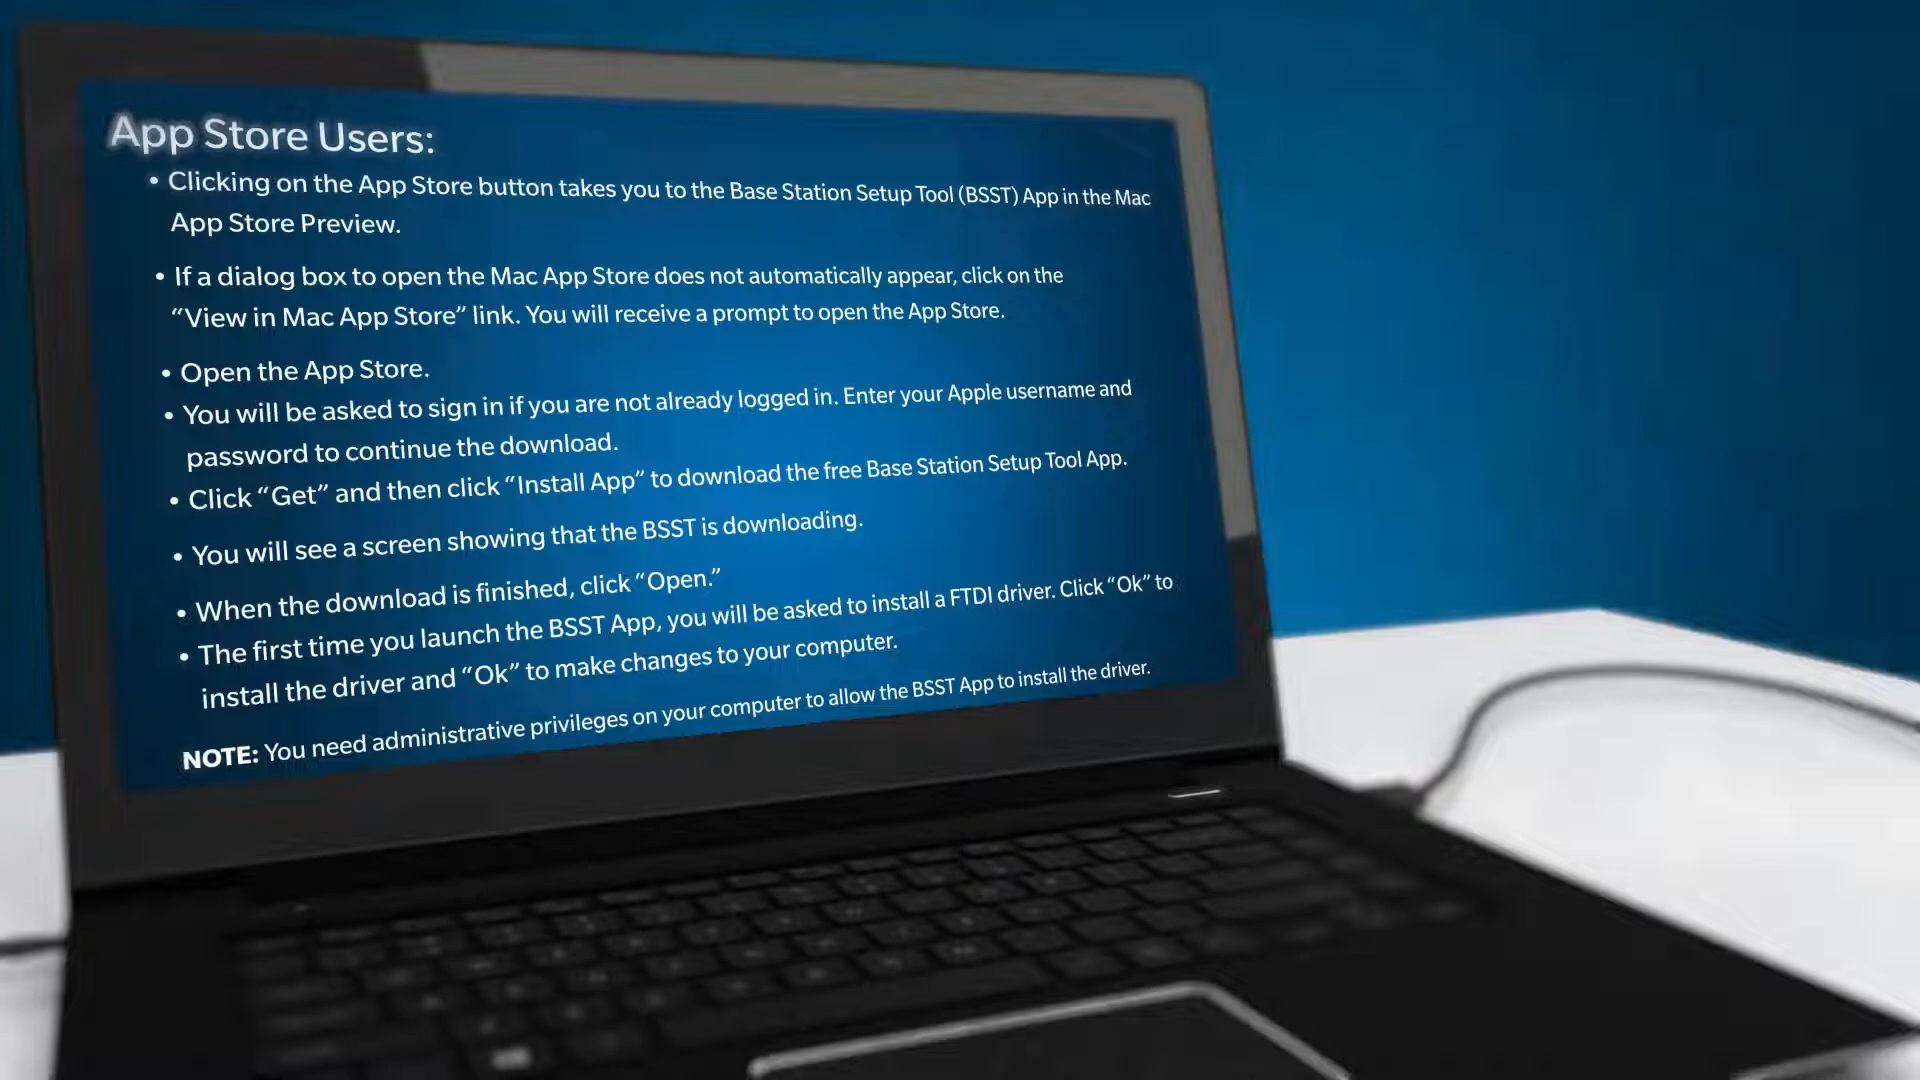 App Store Users:
• Clicking on the App Store button takes you to the Base Station Setup Tool (BSST) App in the Mac
App Store Preview.
• If a dialog box to open the Mac App Store does not automatically appear, click on the
“View in Mac App Store” link. You will receive a prompt to open the App Store.
• Open the App Store.
• You will be asked to sign in if you are not already logged in. Enter your Apple username and
password to continue the download.
• Click “Get” and then click “Install App” to download the free Base Station Setup Tool App.
• You will see a screen showing that the BSST is downloading.
• When the download is finished, click “Open.”
• The first time you launch the BSST App, you will be asked to install a FTDI driver. Click “Ok” to
install the driver and “Ok” to make changes to your computer.
NOTE: You need administrative privileges on your computer to allow the BSST App to install the driver.